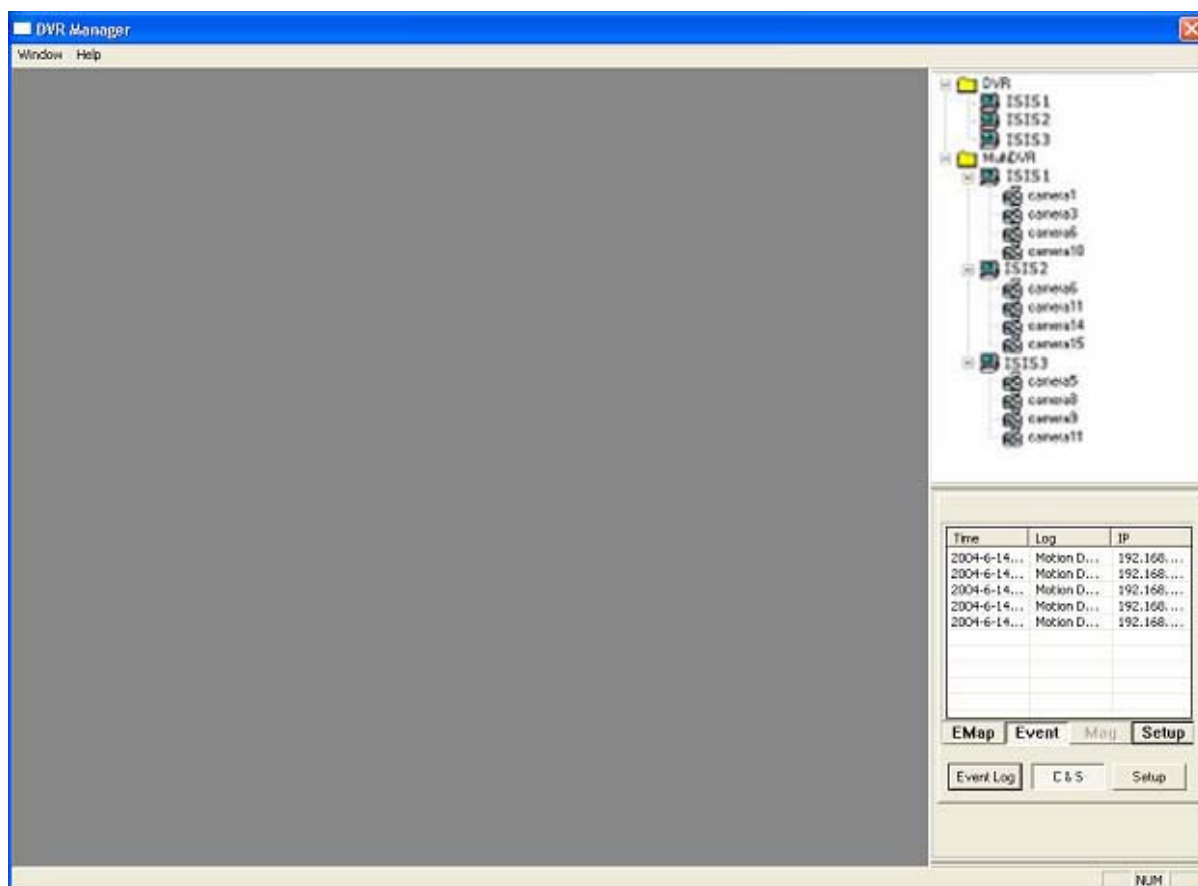 DVR Manager
Window Help
DVR
ISIS1
ISIS2
ISIS3
MultiDVR
ISIS1
camera1
camera3
camera6
camera10
ISIS2
camera6
camera11
camera14
camera15
ISIS3
camera5
camera8
camera9
camera11
Time Log IP
2004-6-14... Motion D... 192.168....
2004-6-14... Motion D... 192.168....
2004-6-14... Motion D... 192.168....
2004-6-14... Motion D... 192.168....
2004-6-14... Motion D... 192.168....
EMap Event Mag Setup
Event Log C & S Setup
NUM